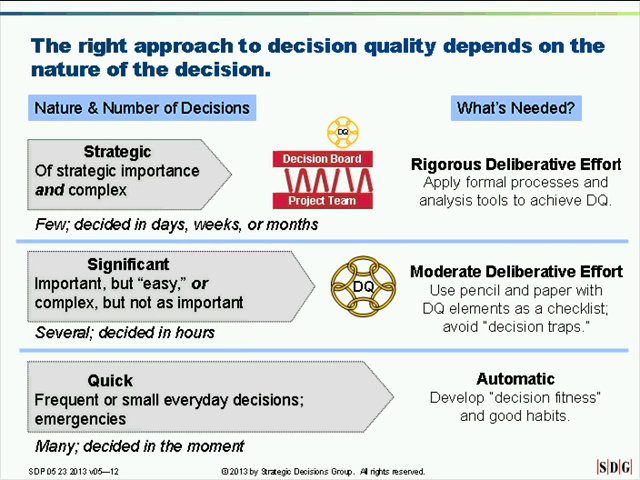 The right approach to decision quality depends on the
nature of the decision.
Nature & Number of Decisions
What's Needed?
Strategic
Of strategic importance
and complex
Few; decided in days, weeks, or months
DQ
Decision Board
Project Team
Rigorous Deliberative Effort
Apply formal processes and
analysis tools to achieve DQ.
Significant
Important, but “easy,” or
complex, but not as important
Several; decided in hours
DQ
Moderate Deliberative Effort
Use pencil and paper with
DQ elements as a checklist;
avoid “decision traps.”
Quick
Frequent or small everyday decisions;
emergencies
Many; decided in the moment
Automatic
Develop “decision fitness”
and good habits.
SDP 05 23 2013 v05—12
© 2013 by Strategic Decisions Group. All rights reserved.
SDG